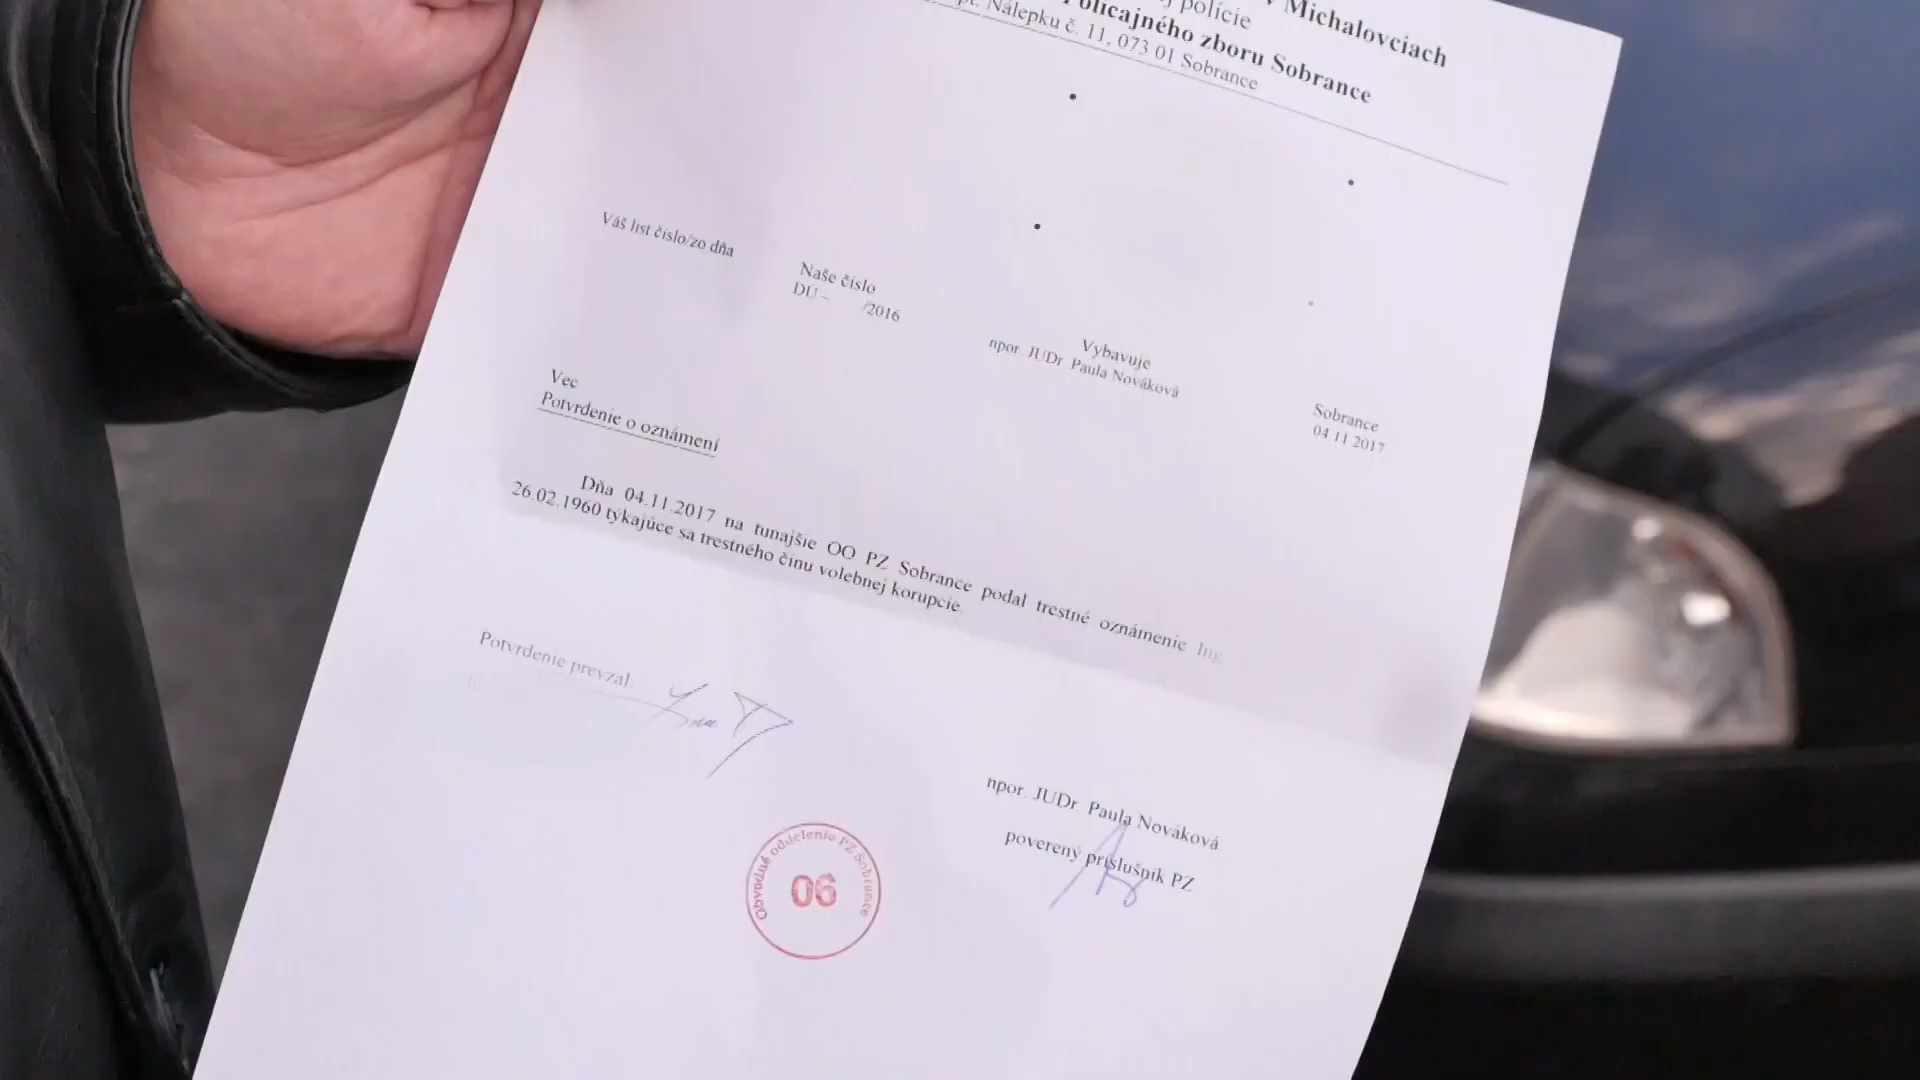 v Michalovciach
j polície
Policajného zboru Sobrance
pt. Nálepku č. 11, 073 01 Sobrance
Váš list číslo/zo dňa
Naše číslo
DU – /2016
Vybavuje
npor. JUDr Paula Nováková
Sobrance
04 11 2017
Vec
Potvrdenie o oznámení
Dňa 04.11.2017 na tunajšie OO PZ Sobrance podal trestné oznámenie Ing
26.02.1960 týkajúce sa trestného činu volebnej korupcie.
Potvrdenie prevzal:
npor. JUDr Paula Nováková
poverený príslušník PZ
Obvodné oddelenie PZ Sobrance
06